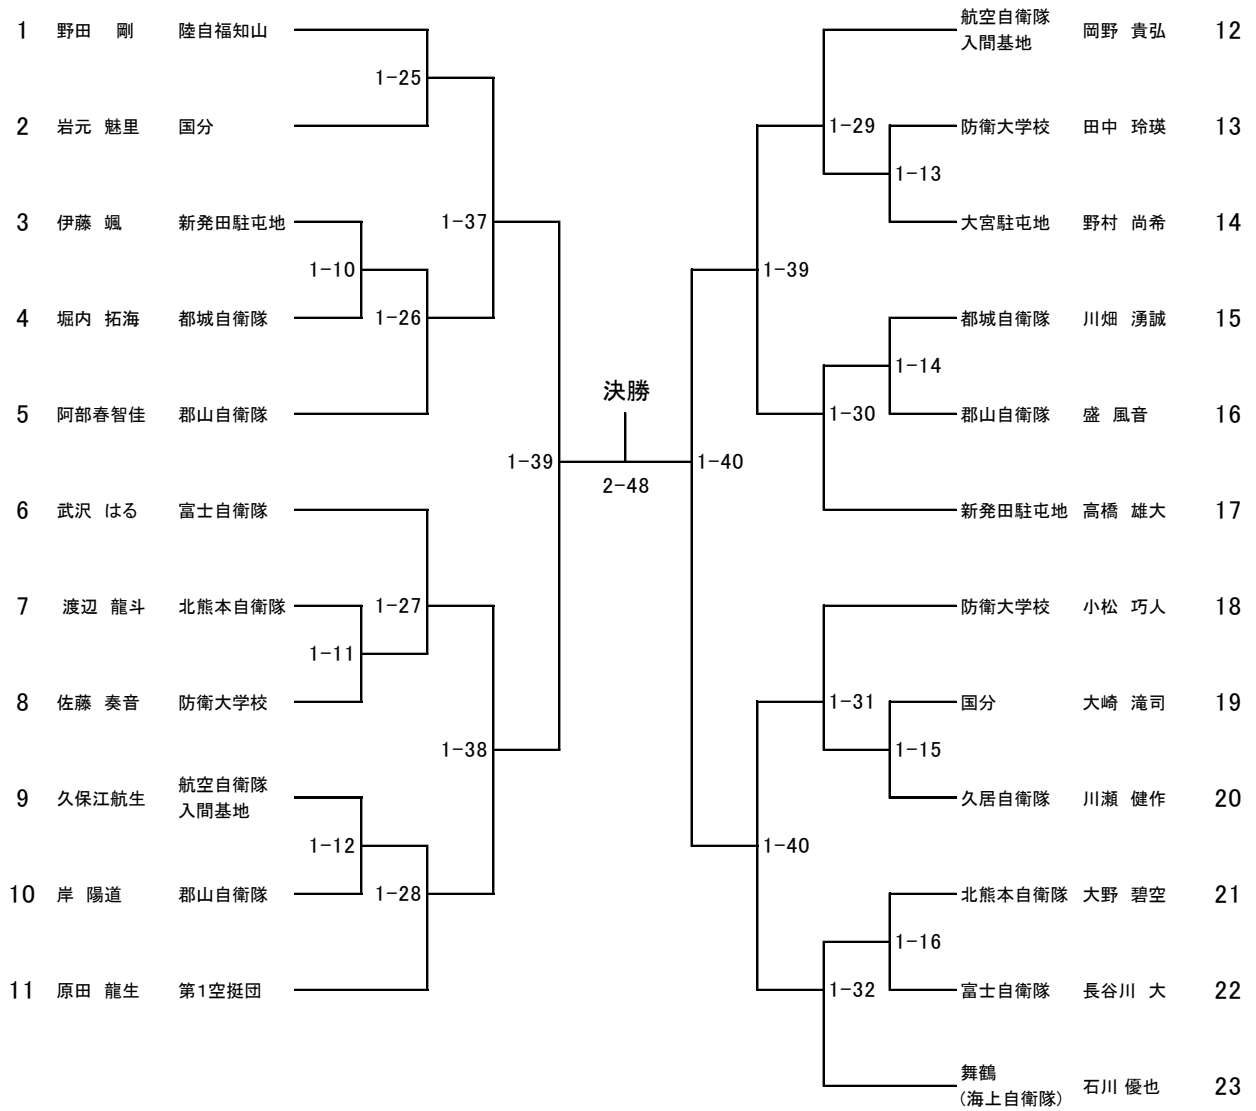 1 野田 剛 陸自福知山
1-25
2 岩元 魅里 国分
3 伊藤 颯 新発田駐屯地
1-37
1-10
4 堀内 拓海 都城自衛隊
1-26
5 阿部春智佳 郡山自衛隊
1-39
6 武沢 はる 富士自衛隊
7 渡辺 龍斗 北熊本自衛隊
1-27
1-11
8 佐藤 奏音 防衛大学校
1-38
9 久保江航生 航空自衛隊
入間基地
1-12
10 岸 陽道 郡山自衛隊
1-28
11 原田 龍生 第1空挺団
決勝
2-48
航空自衛隊
入間基地 岡野 貴弘 12
1-29
防衛大学校 田中 玲瑛 13
1-13
大宮駐屯地 野村 尚希 14
1-39
都城自衛隊 川畑 湧誠 15
1-14
1-30
郡山自衛隊 盛 風音 16
1-40
新発田駐屯地 高橋 雄大 17
防衛大学校 小松 巧人 18
1-31
国分 大崎 滝司 19
1-15
久居自衛隊 川瀬 健作 20
1-40
北熊本自衛隊 大野 碧空 21
1-16
1-32
富士自衛隊 長谷川 大 22
舞鶴
(海上自衛隊) 石川 優也 23